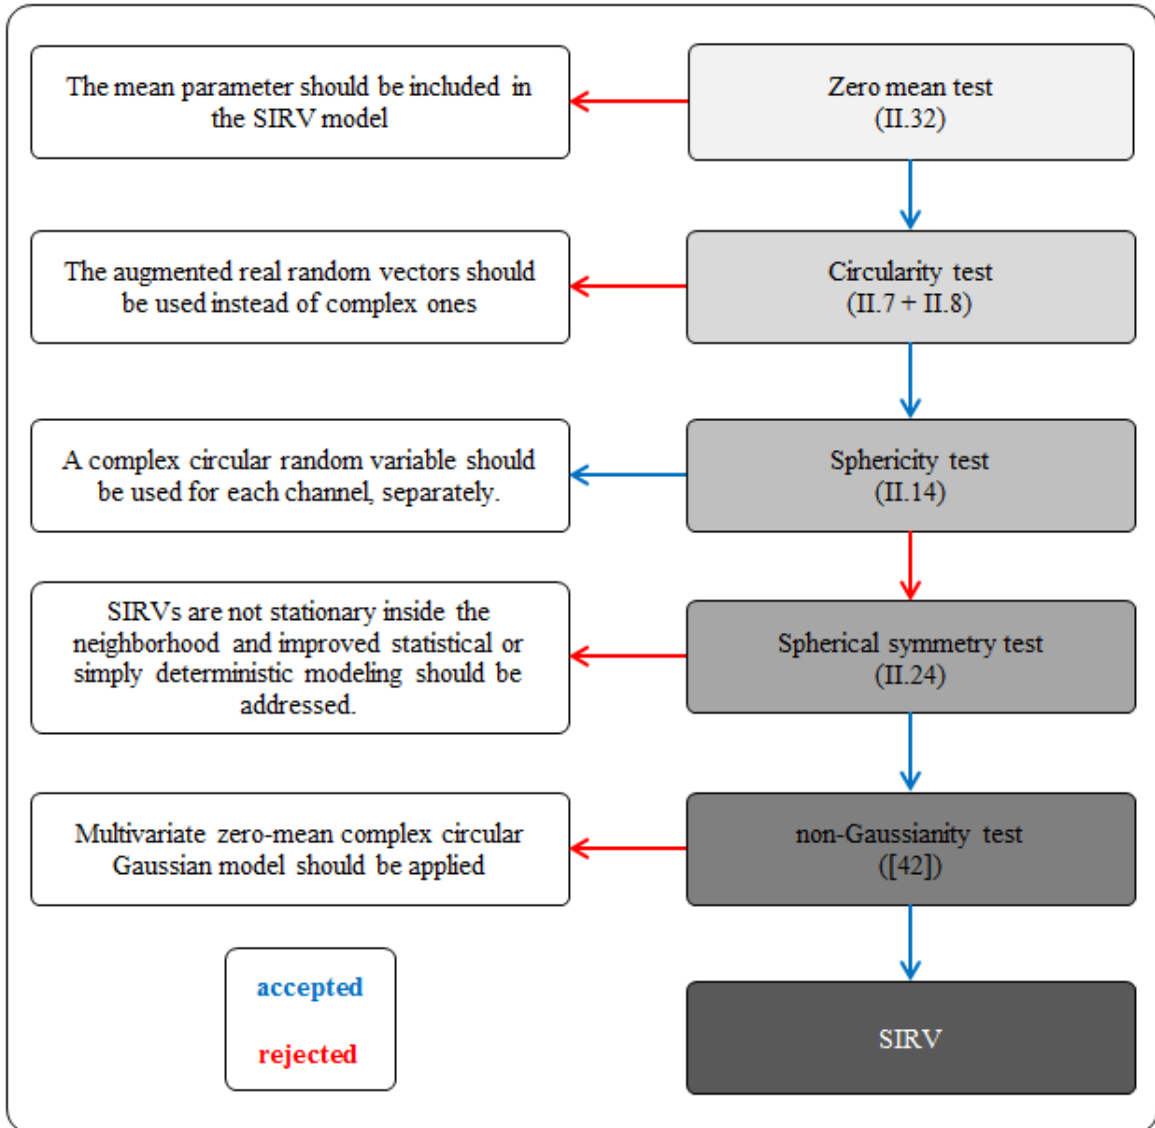 The mean parameter should be included in
the SIRV model
Zero mean test
(II.32)
The augmented real random vectors should
be used instead of complex ones
Circularity test
(II.7 + II.8)
A complex circular random variable should
be used for each channel, separately.
Sphericity test
(II.14)
SIRVs are not stationary inside the
neighborhood and improved statistical or
simply deterministic modeling should be
addressed.
Spherical symmetry test
(II.24)
Multivariate zero-mean complex circular
Gaussian model should be applied
non-Gaussianity test
([42])
accepted
rejected
SIRV